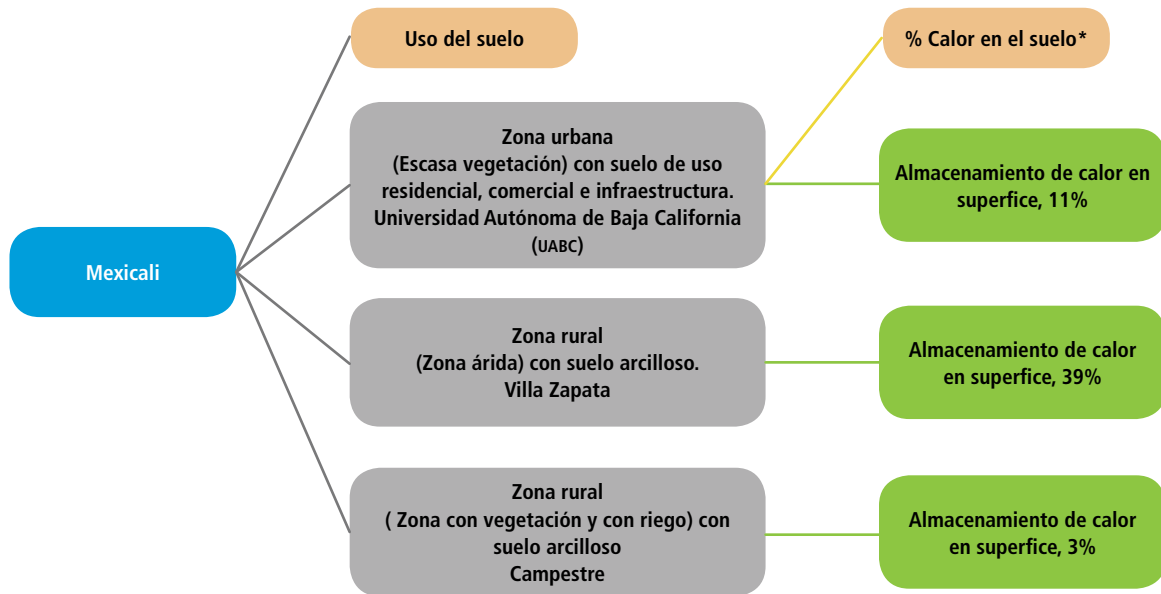 Uso del suelo
% Calor en el suelo*
Mexicali
Zona urbana
(Escasa vegetación) con suelo de uso
residencial, comercial e infraestructura.
Universidad Autónoma de Baja California
(UABC)
Almacenamiento de calor en
superfice, 11%
Zona rural
(Zona árida) con suelo arcilloso.
Villa Zapata
Almacenamiento de calor
en superfice, 39%
Zona rural
( Zona con vegetación y con riego) con
suelo arcilloso
Campestre
Almacenamiento de calor
en superfice, 3%